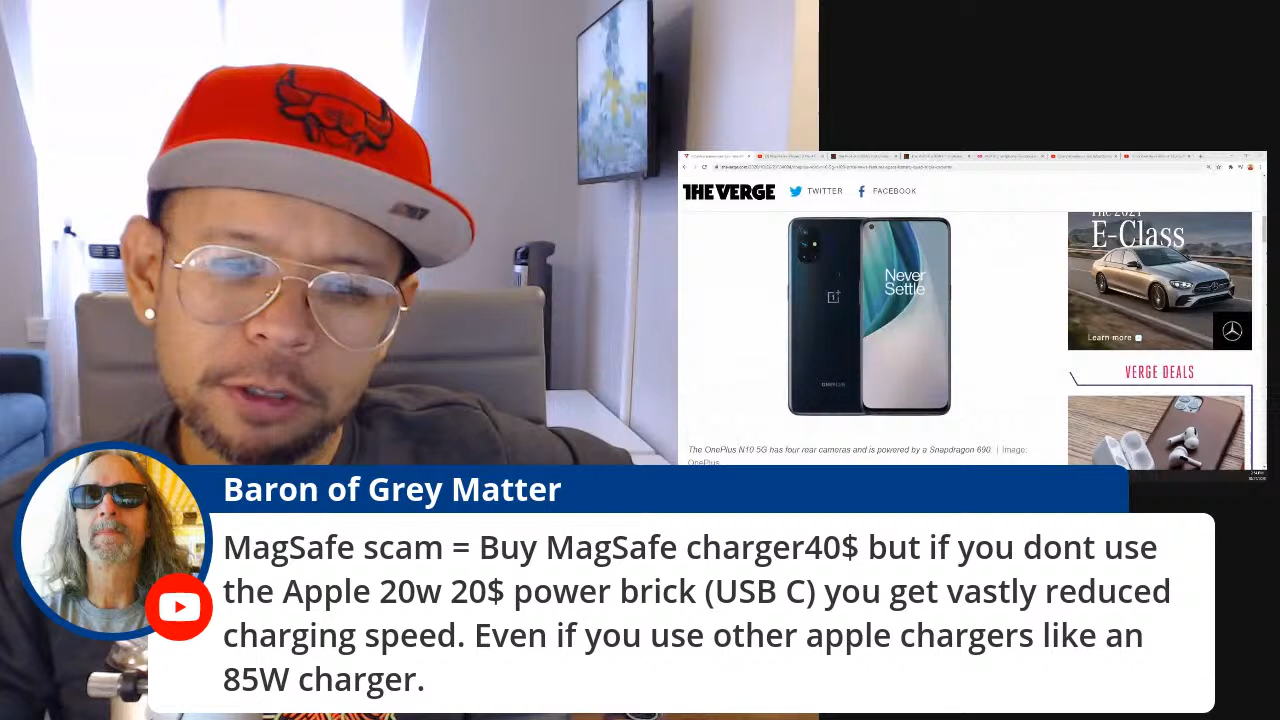 THE VERGE
TWITTER
FACEBOOK
The 2021
E-Class
Never
Settle
Learn more
VERGE DEALS
ONEPLUS
The OnePlus N10 5G has four rear cameras and is powered by a Snapdragon 690. | Image:
OnePlus
Baron of Grey Matter
MagSafe scam = Buy MagSafe charger40$ but if you dont use
the Apple 20w 20$ power brick (USB C) you get vastly reduced
charging speed. Even if you use other apple chargers like an
85W charger.